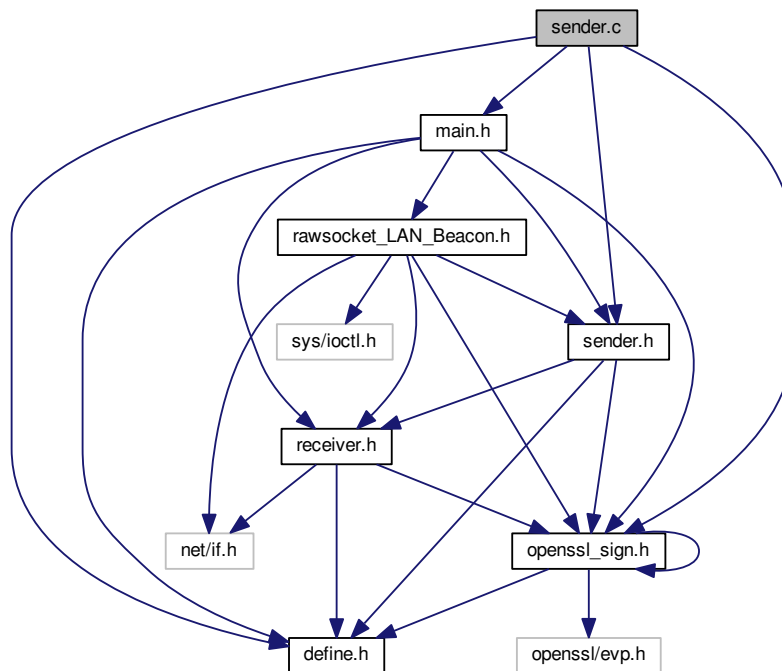 sender.c
main.h
rawsocket_LAN_Beacon.h
sys/ioctl.h
sender.h
receiver.h
net/if.h
openssl_sign.h
define.h
openssl/evp.h